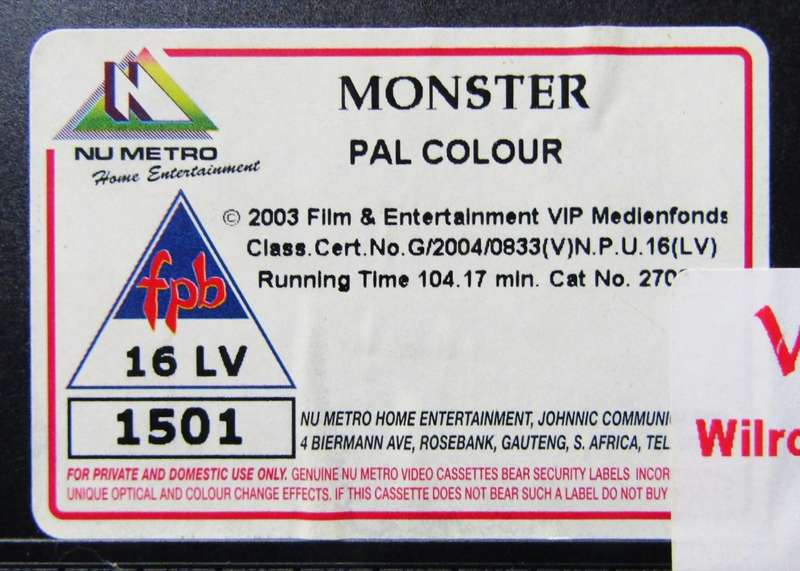 MONSTER
PAL COLOUR
NU METRO
Home Entertainment
© 2003 Film & Entertainment VIP Medienfonds
Class.Cert.No.G/2004/0833(V)N.P.U.16(LV)
Running Time 104.17 min. Cat No.
fpb
16 LV
1501
NU METRO HOME ENTERTAINMENT, JOHNNIC
4 BIERMANN AVE, ROSEBANK, GAUTENG, S. AFRICA, TEL
FOR PRIVATE AND DOMESTIC USE ONLY. GENUINE NU METRO VIDEO CASSETTES BEAR SECURITY LABELS
UNIQUE OPTICAL AND COLOUR CHANGE EFFECTS. IF THIS CASSETTE DOES NOT BEAR SUCH A LABEL DO NOT BUY